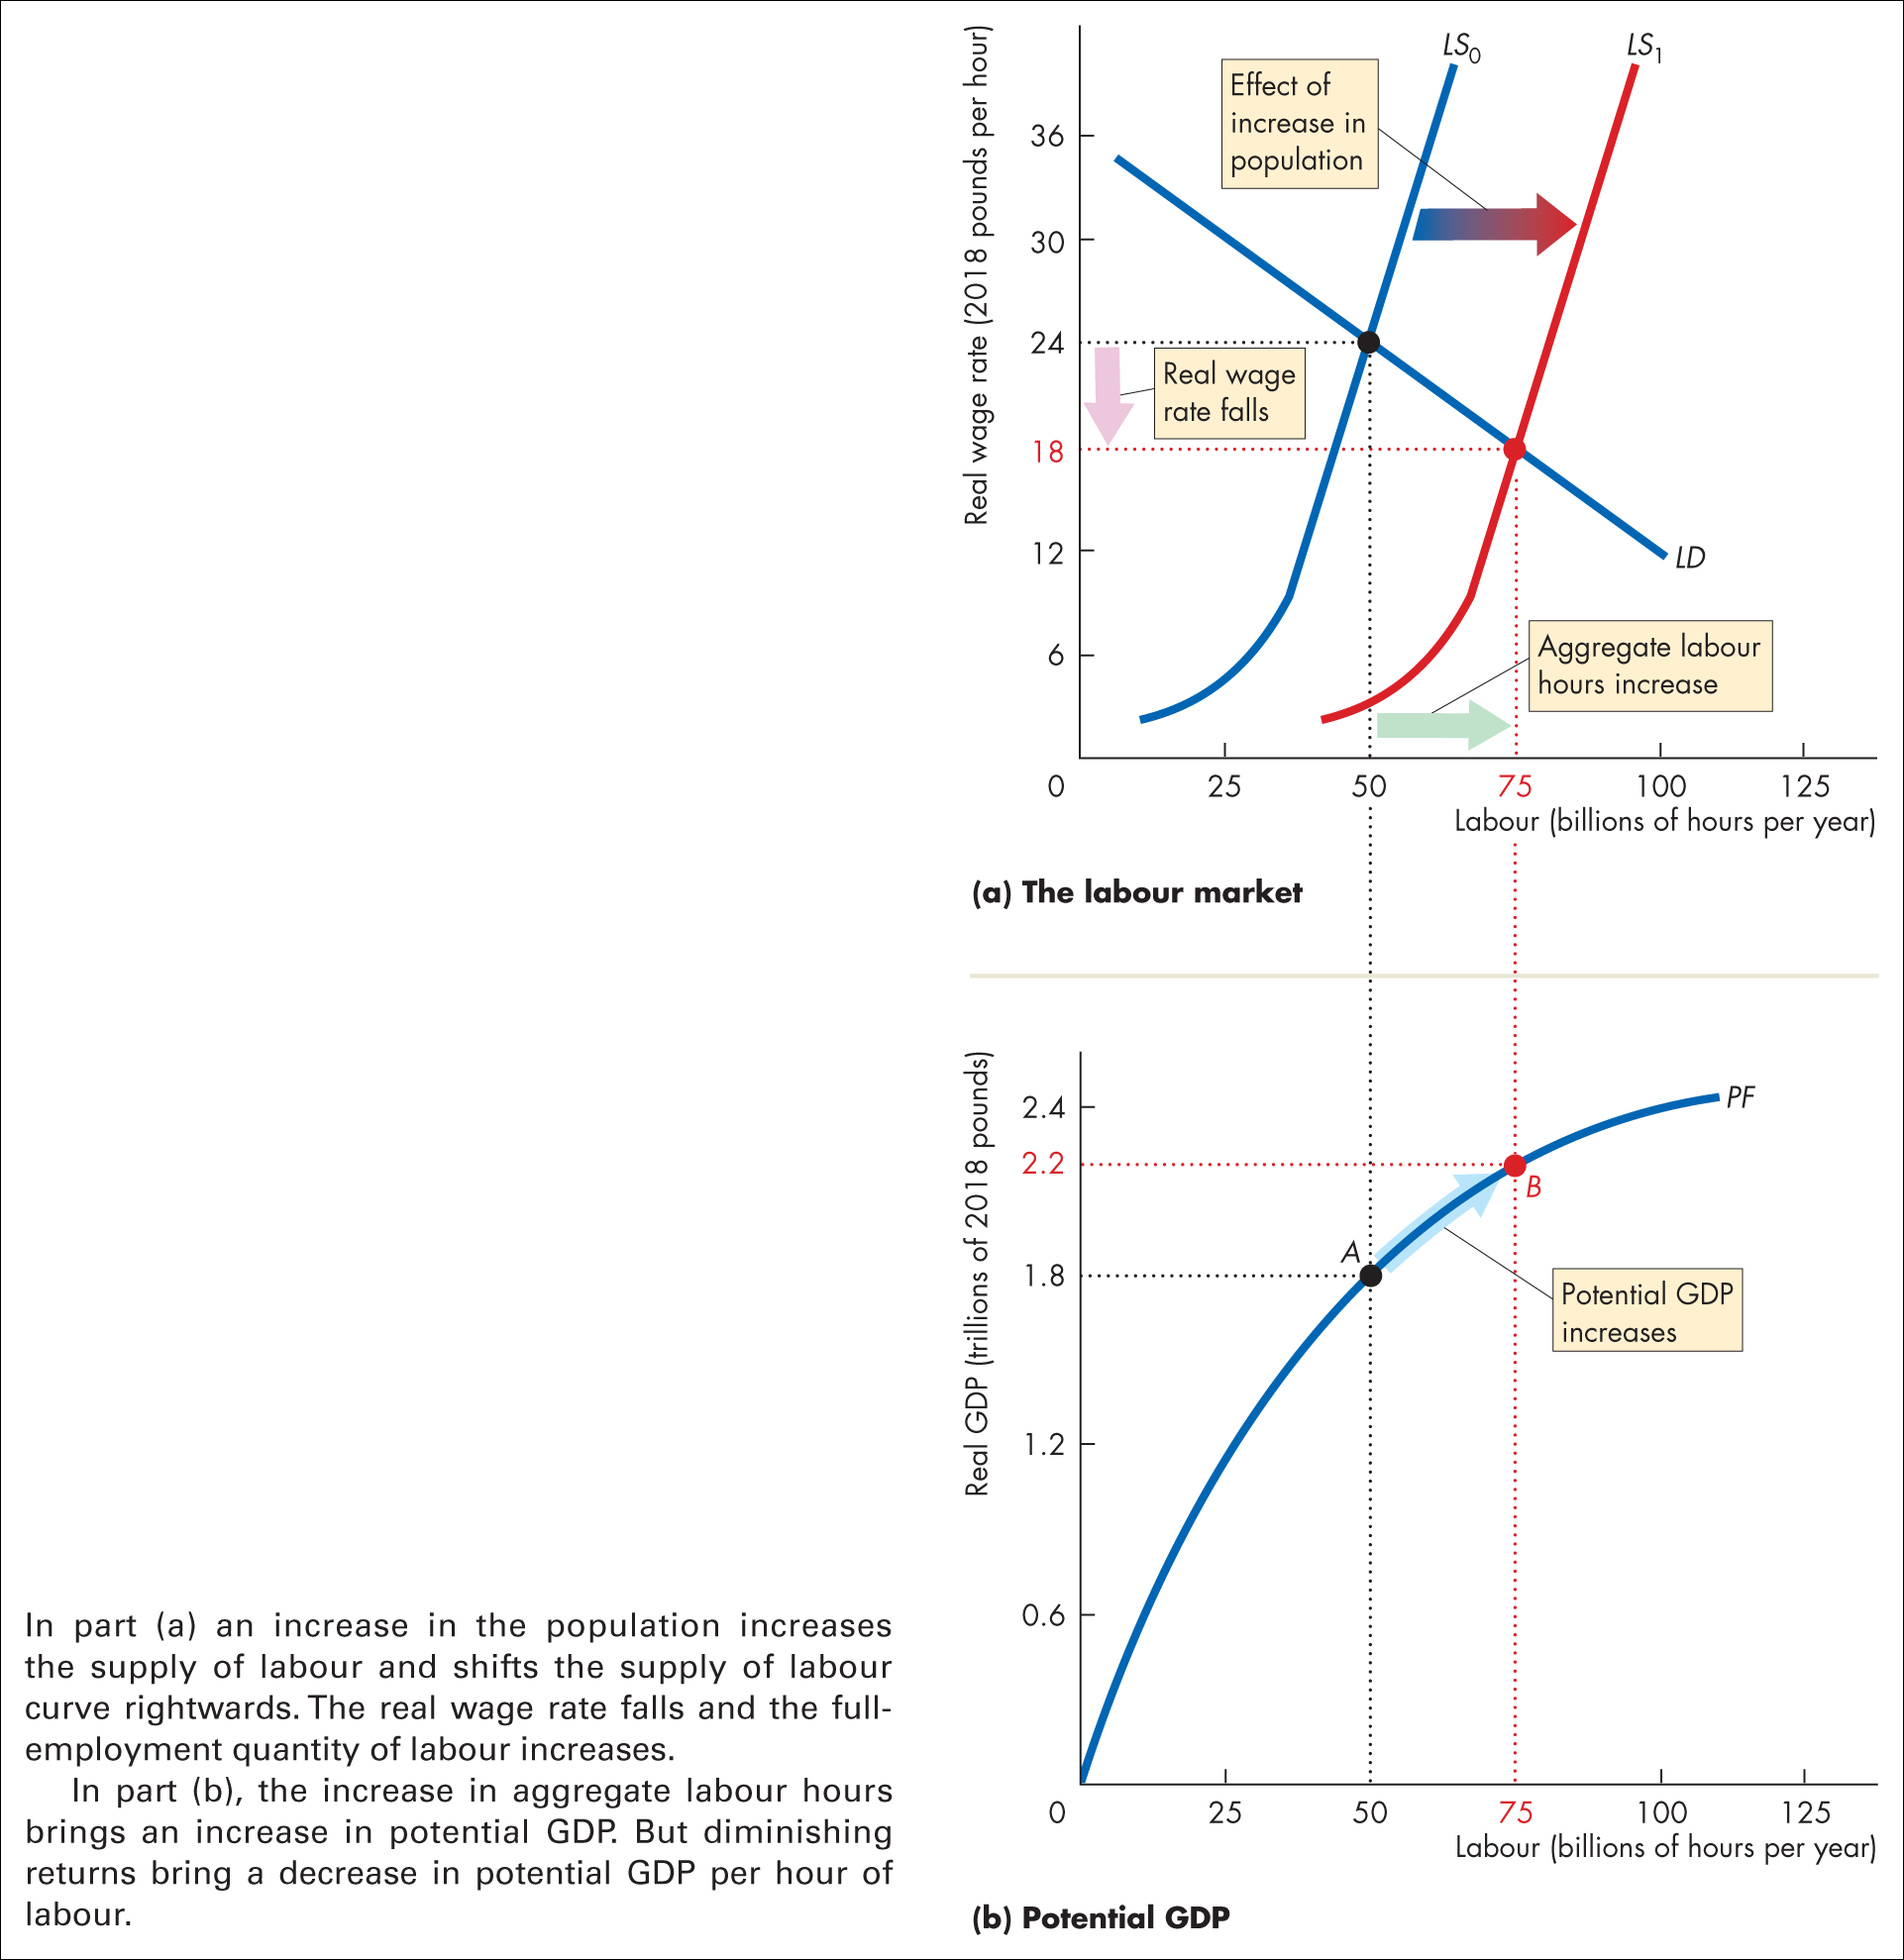 Real wage rate (2018 pounds per hour)
LS0
LS1
Effect of
increase in
population
36
30
24
Real wage
rate falls
18
12
LD
6
Aggregate labour
hours increase
0
25
50
75
100
125
Labour (billions of hours per year)
(a) The labour market
Real GDP (trillions of 2018 pounds)
2.4
PF
2.2
B
A
1.8
Potential GDP
increases
1.2
0.6
0
25
50
75
100
125
Labour (billions of hours per year)
(b) Potential GDP
In part (a) an increase in the population increases
the supply of labour and shifts the supply of labour
curve rightwards. The real wage rate falls and the full-
employment quantity of labour increases.
In part (b), the increase in aggregate labour hours
brings an increase in potential GDP. But diminishing
returns bring a decrease in potential GDP per hour of
labour.